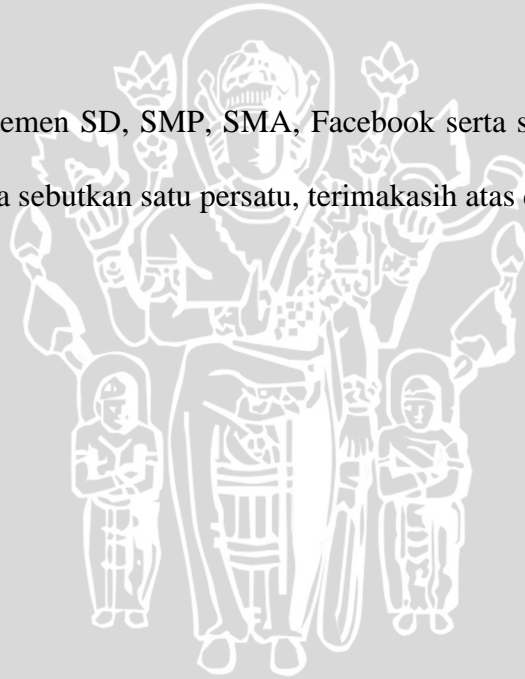 emen SD, SMP, SMA, Facebook serta s
a sebutkan satu persatu, terimakasih atas